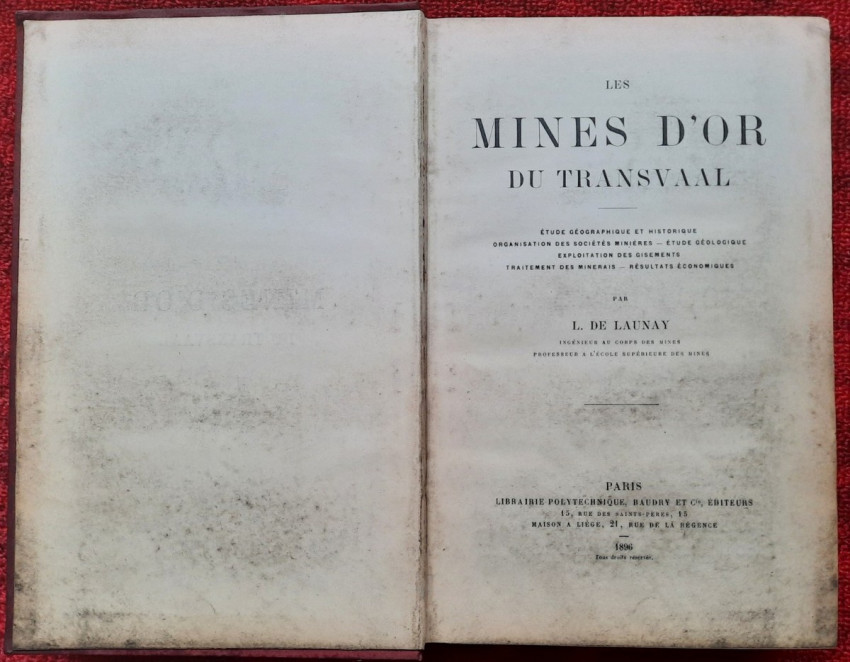 LES
MINES D'OR
DU TRANSVAAL
ÉTUDE GÉOGRAPHIQUE ET HISTORIQUE
ORGANISATION DES SOCIÉTÉS MINIÈRES — ÉTUDE GÉOLOGIQUE
EXPLOITATION DES GISEMENTS
TRAITEMENT DES MINERAIS — RÉSULTATS ÉCONOMIQUES
PAR
L. DE LAUNAY
INGÉNIEUR AU CORPS DES MINES
PROFESSEUR A L'ÉCOLE SUPÉRIEURE DES MINES
PARIS
LIBRAIRIE POLYTECHNIQUE, BAUDRY ET Cie, ÉDITEURS
15, RUE DES SAINTS-PÈRES, 15
MAISON A LIÈGE, 21, RUE DE LA RÉGENCE
1896
Tous droits réservés.